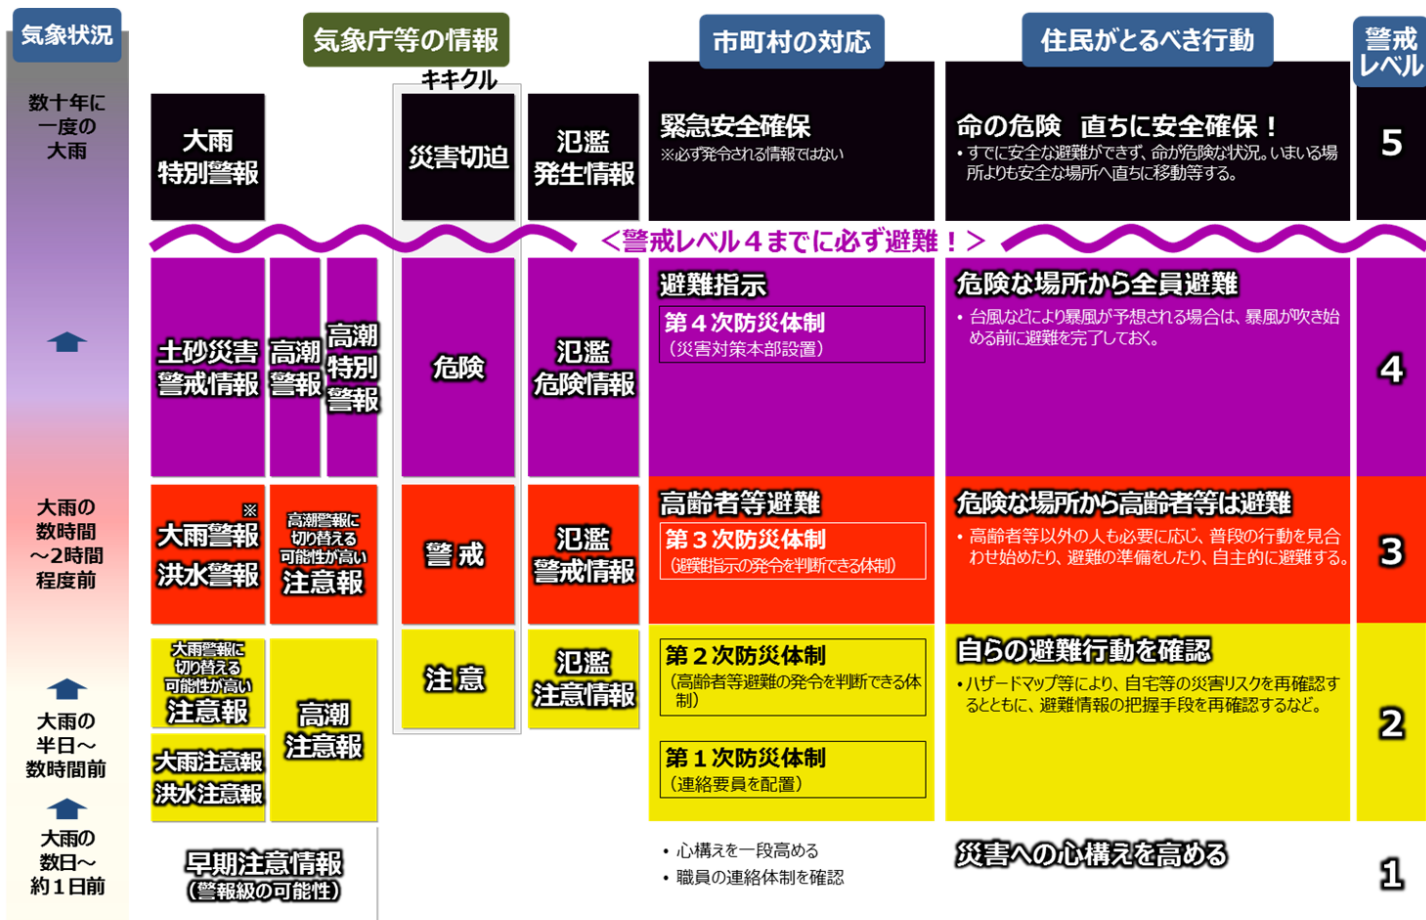 気象状況
気象庁等の情報
市町村の対応
住民がとるべき行動
警戒
レベル
キキクル
数十年に
一度の
大雨
大雨
特別警報
災害切迫
氾濫
発生情報
緊急安全確保
※必ず発令される情報ではない
命の危険 直ちに安全確保！
・すでに安全な避難ができず、命が危険な状況。いまいる場
所よりも安全な場所へ直ちに移動等する。
5
＜警戒レベル４までに必ず避難！＞
土砂災害
警戒情報
高潮
警報
高潮
特別
警報
危険
氾濫
危険情報
避難指示
第４次防災体制
（災害対策本部設置）
危険な場所から全員避難
・台風などにより暴風が予想される場合は、暴風が吹き始
める前に避難を完了しておく。
4
大雨の
数時間
～2時間
程度前
※
大雨警報
洪水警報
高潮警報に
切り替える
可能性が高い
注意報
警戒
氾濫
警戒情報
高齢者等避難
第３次防災体制
（避難指示の発令を判断できる体制）
危険な場所から高齢者等は避難
・高齢者等以外の人も必要に応じ、普段の行動を見合
わせ始めたり、避難の準備をしたり、自主的に避難する。
3
大雨の
半日～
数時間前
大雨警報に
切り替える
可能性が高い
注意報
大雨注意報
洪水注意報
高潮
注意報
注意
氾濫
注意情報
第２次防災体制
（高齢者等避難の発令を判断できる体
制）
第１次防災体制
（連絡要員を配置）
自らの避難行動を確認
・ハザードマップ等により、自宅等の災害リスクを再確認す
るとともに、避難情報の把握手段を再確認するなど。
2
大雨の
数日～
約１日前
早期注意情報
（警報級の可能性）
・心構えを一段高める
・職員の連絡体制を確認
災害への心構えを高める
1